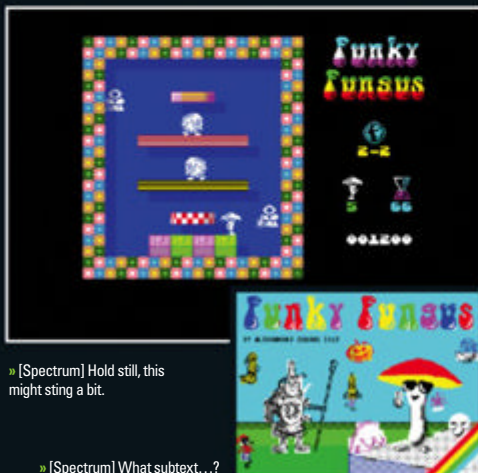 Funky
Fungus
2-2
5
66
001200
Funky Fungus
» [Spectrum] Hold still, this
might sting a bit.
» [Spectrum] What subtext…?